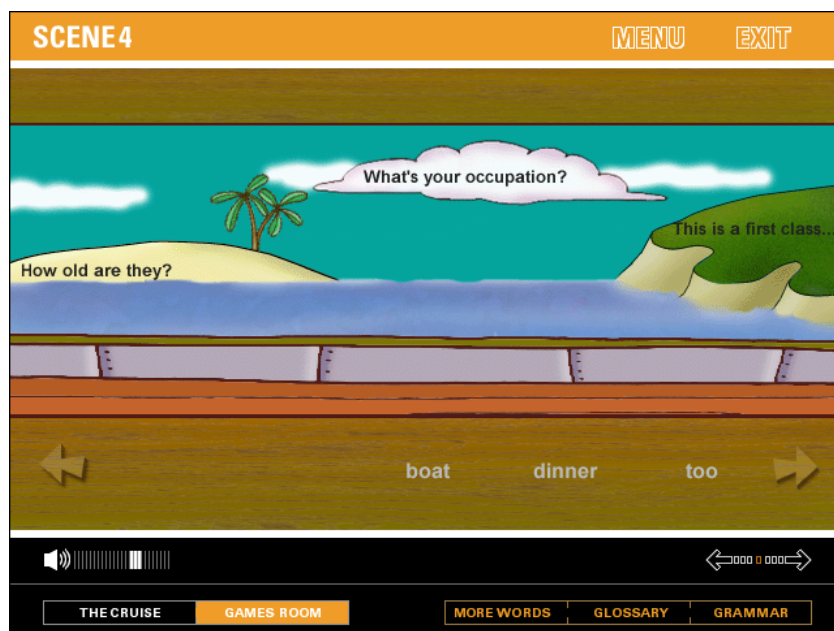 SCENE 4
MENU
EXIT
What's your occupation?
This is a first class...
How old are they?
boat
dinner
too
THE CRUISE
GAMES ROOM
MORE WORDS
GLOSSARY
GRAMMAR